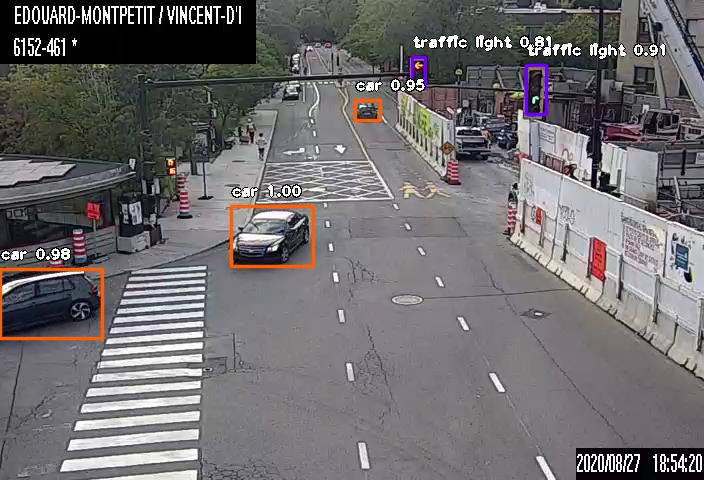 EDOUARD-MONTPETIT / VINCENT-D'I
6152-461 *
traffic light 0.81
traffic light 0.91
car 0.95
car 1.00
car 0.98
2020/08/27 18:54:20